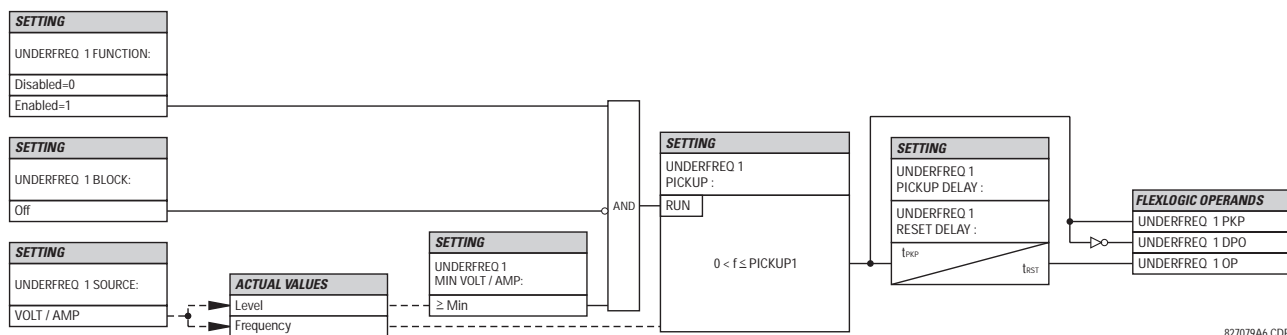 SETTING
UNDERFREQ 1 FUNCTION:
Disabled=0
Enabled=1
SETTING
UNDERFREQ 1 BLOCK:
Off
SETTING
UNDERFREQ 1 SOURCE:
VOLT / AMP
ACTUAL VALUES
Level
Frequency
SETTING
UNDERFREQ 1
MIN VOLT / AMP:
≥ Min
AND
SETTING
UNDERFREQ 1
PICKUP :
RUN
0 < f ≤ PICKUP1
SETTING
UNDERFREQ 1
PICKUP DELAY :
UNDERFREQ 1
RESET DELAY :
tPKP
tRST
FLEXLOGIC OPERANDS
UNDERFREQ 1 PKP
UNDERFREQ 1 DPO
UNDERFREQ 1 OP
827079A6.CDR